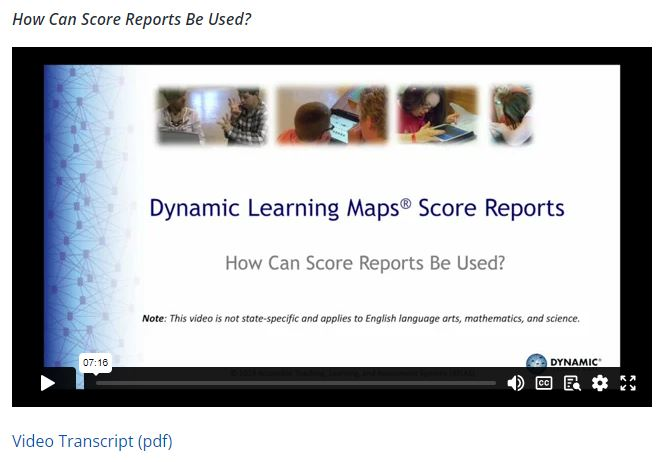 How Can Score Reports Be Used?
Dynamic Learning Maps® Score Reports
How Can Score Reports Be Used?
Note: This video is not state-specific and applies to English language arts, mathematics, and science.
DYNAMIC®
07:16
CC
Video Transcript (pdf)